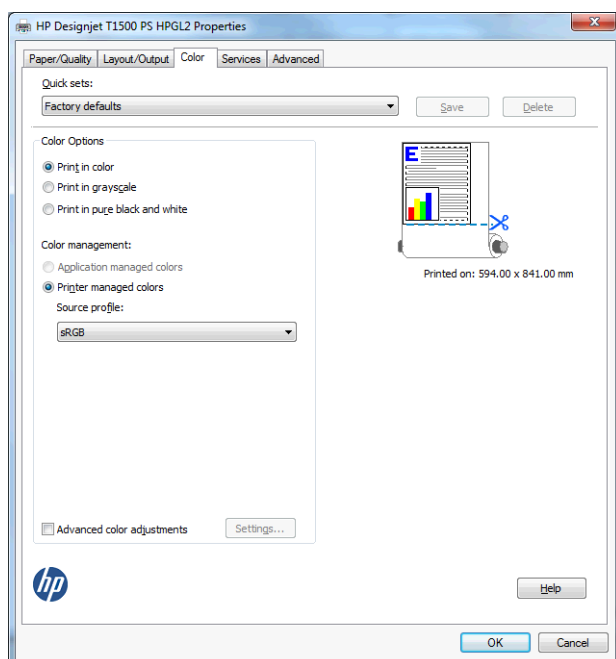 HP Designjet T1500 PS HPGL2 Properties
Paper/Quality Layout/Output Color Services Advanced
Quick sets:
Factory defaults
Save Delete
Color Options
Print in color
Print in grayscale
Print in pure black and white
E
Color management:
Application managed colors
Printer managed colors
Printed on: 594.00 x 841.00 mm
Source profile:
sRGB
Advanced color adjustments Settings...
hp
Help
OK Cancel